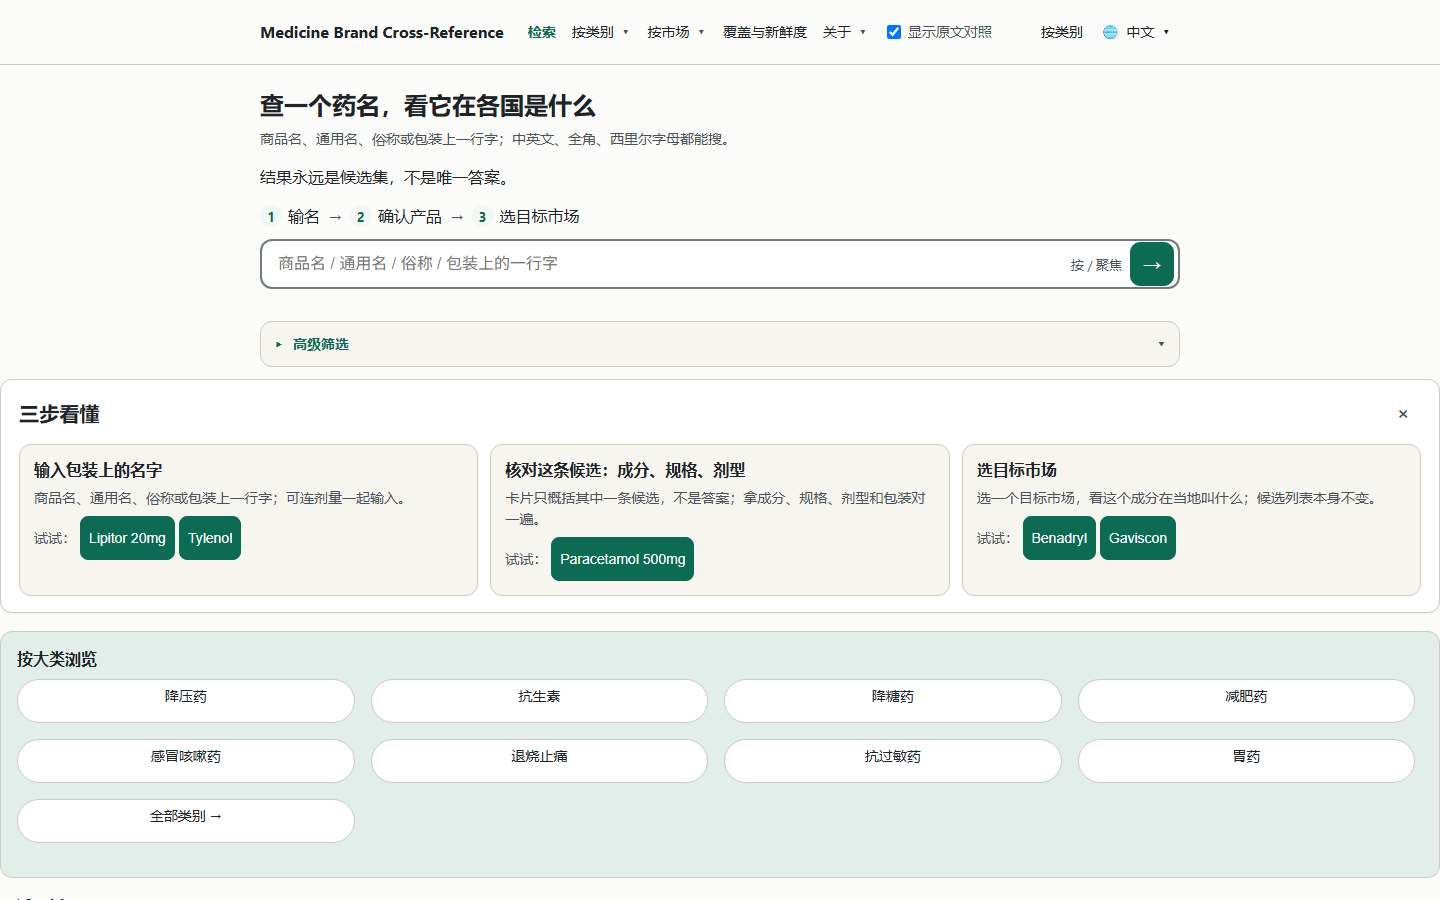 Medicine Brand Cross-Reference 检索 按类别 ▼ 按市场 ▼ 覆盖与新鲜度 关于 ▼ 显示原文对照 按类别 🌐 中文 ▼
查一个药名，看它在各国是什么
商品名、通用名、俗称或包装上一行字；中英文、全角、西里尔字母都能搜。
结果永远是候选集，不是唯一答案。
1 输名 → 2 确认产品 → 3 选目标市场
商品名 / 通用名 / 俗称 / 包装上的一行字 按 / 聚焦 →
▸ 高级筛选 ▼
三步看懂 ×
输入包装上的名字
商品名、通用名、俗称或包装上一行字；可连剂量一起输入。
试试： Lipitor 20mg Tylenol
核对这条候选：成分、规格、剂型
卡片只概括其中一条候选，不是答案；拿成分、规格、剂型和包装对
一遍。
试试： Paracetamol 500mg
选目标市场
选一个目标市场，看这个成分在当地叫什么；候选列表本身不变。
试试： Benadryl Gaviscon
按大类浏览
降压药 抗生素 降糖药 减肥药
感冒咳嗽药 退烧止痛 抗过敏药 胃药
全部类别 →